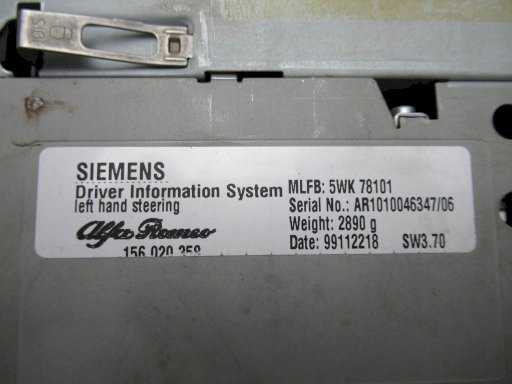 SIEMENS
Driver Information System
left hand steering
Alfa Romeo
156 020 358
MLFB: 5WK 78101
Serial No.: AR1010046347/06
Weight: 2890 g
Date: 99112218 SW3.70